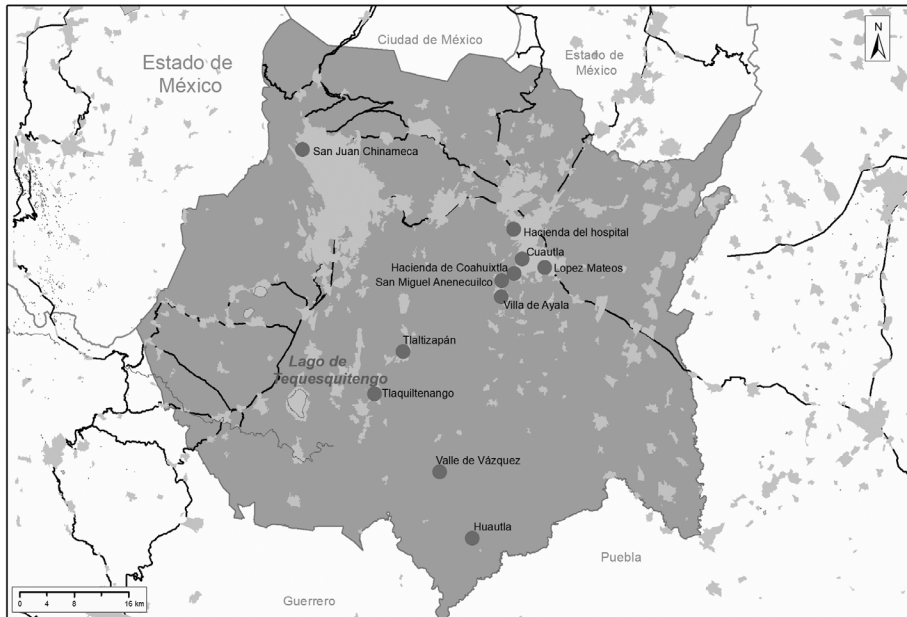 Ciudad de México
N
Estado de
México
Estado de
México
San Juan Chinameca
Hacienda del hospital
Cuautla
Hacienda de Coahuixtla
Lopez Mateos
San Miguel Anenecuilco
Villa de Ayala
Tlaltizapán
Lago de
Tequesquitengo
Tlaquiltenango
Valle de Vázquez
Huautla
Puebla
Guerrero
0 4 8 16 km